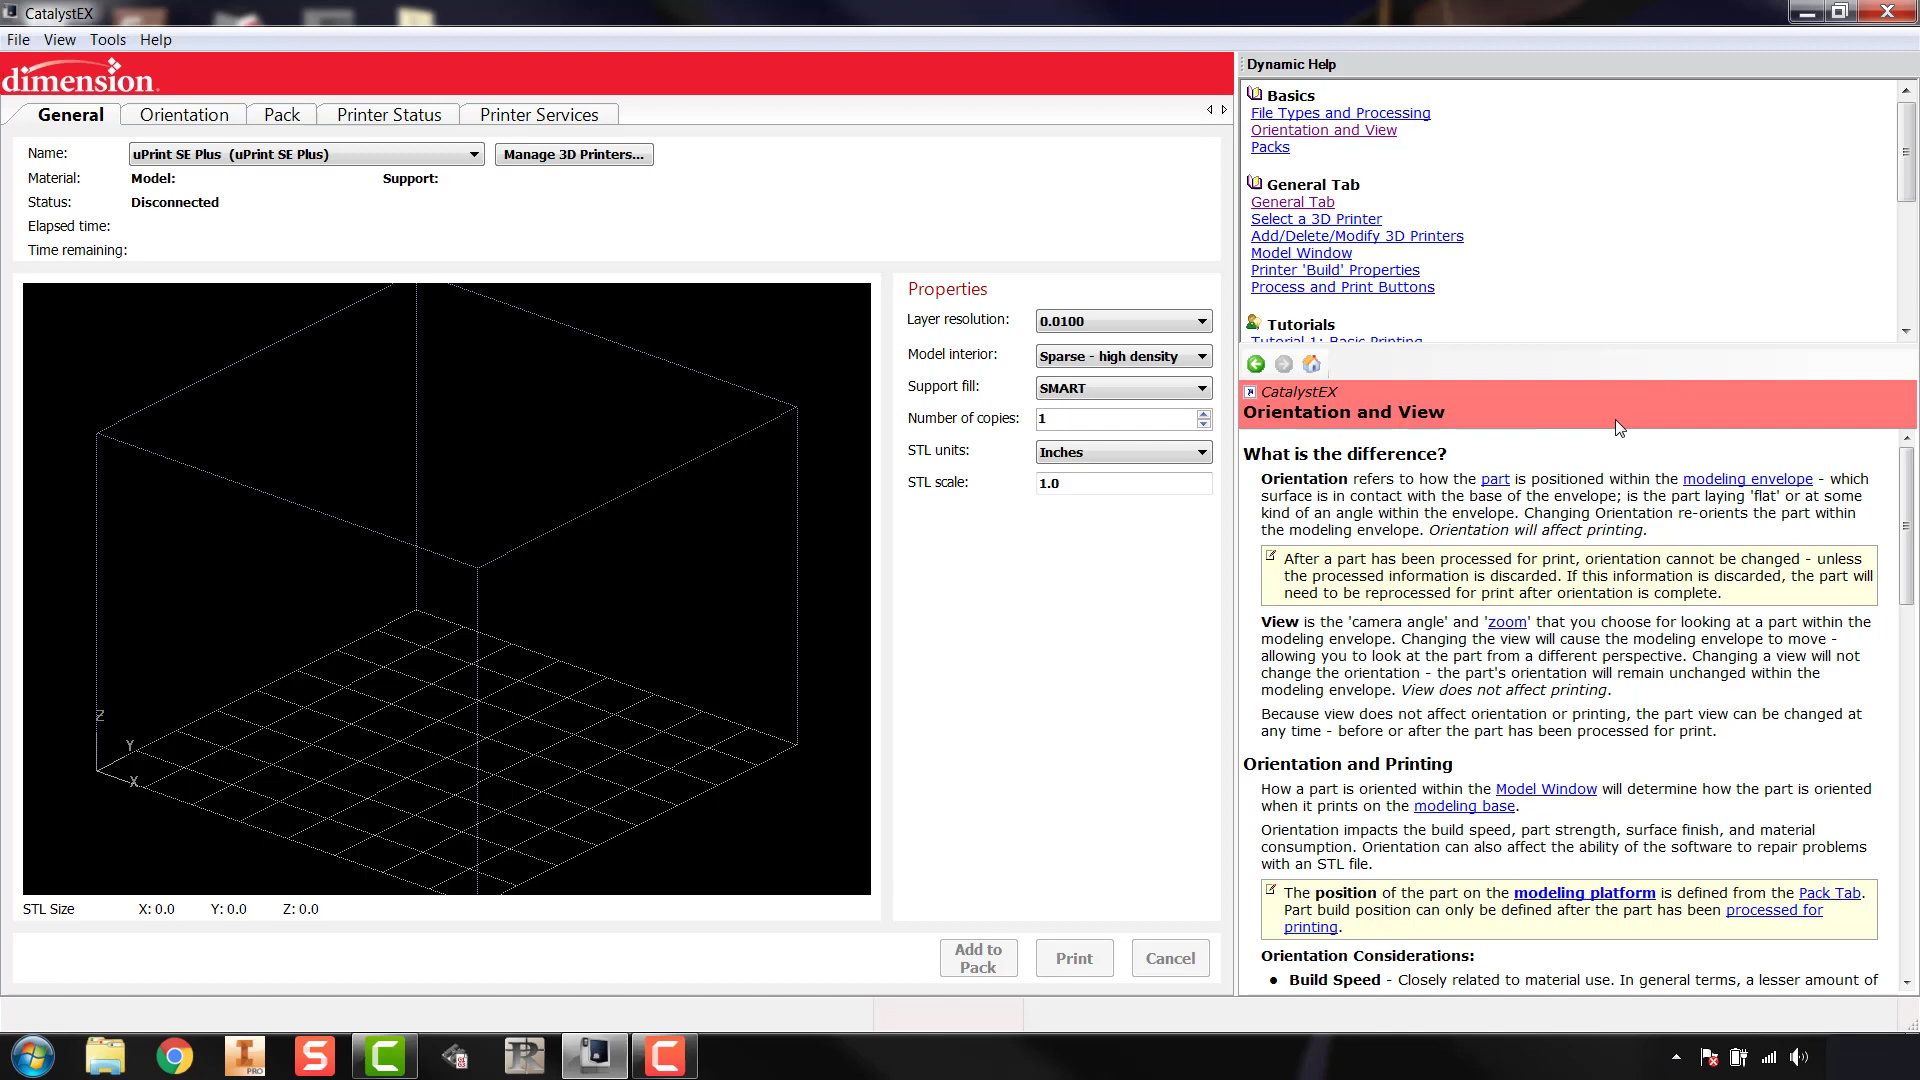 CatalystEX
File View Tools Help
dimension
General Orientation Pack Printer Status Printer Services
Name: uPrint SE Plus (uPrint SE Plus) Manage 3D Printers...
Material: Model: Support:
Status: Disconnected
Elapsed time:
Time remaining:
Z
Y
X
STL Size X: 0.0 Y: 0.0 Z: 0.0
Properties
Layer resolution: 0.0100
Model interior: Sparse - high density
Support fill: SMART
Number of copies: 1
STL units: Inches
STL scale: 1.0
Add to
Pack
Print
Cancel
Dynamic Help
Basics
File Types and Processing
Orientation and View
Packs
General Tab
General Tab
Select a 3D Printer
Add/Delete/Modify 3D Printers
Model Window
Printer 'Build' Properties
Process and Print Buttons
Tutorials
Tutorial 1: Basic Printing
CatalystEX
Orientation and View
What is the difference?
Orientation refers to how the part is positioned within the modeling envelope - which
surface is in contact with the base of the envelope; is the part laying 'flat' or at some
kind of an angle within the envelope. Changing Orientation re-orients the part within
the modeling envelope. Orientation will affect printing.
After a part has been processed for print, orientation cannot be changed - unless
the processed information is discarded. If this information is discarded, the part will
need to be reprocessed for print after orientation is complete.
View is the 'camera angle' and 'zoom' that you choose for looking at a part within the
modeling envelope. Changing the view will cause the modeling envelope to move -
allowing you to look at the part from a different perspective. Changing a view will not
change the orientation - the part's orientation will remain unchanged within the
modeling envelope. View does not affect printing.
Because view does not affect orientation or printing, the part view can be changed at
any time - before or after the part has been processed for print.
Orientation and Printing
How a part is oriented within the Model Window will determine how the part is oriented
when it prints on the modeling base.
Orientation impacts the build speed, part strength, surface finish, and material
consumption. Orientation can also affect the ability of the software to repair problems
with an STL file.
The position of the part on the modeling platform is defined from the Pack Tab.
Part build position can only be defined after the part has been processed for
printing.
Orientation Considerations:
● Build Speed - Closely related to material use. In general terms, a lesser amount of
PRO